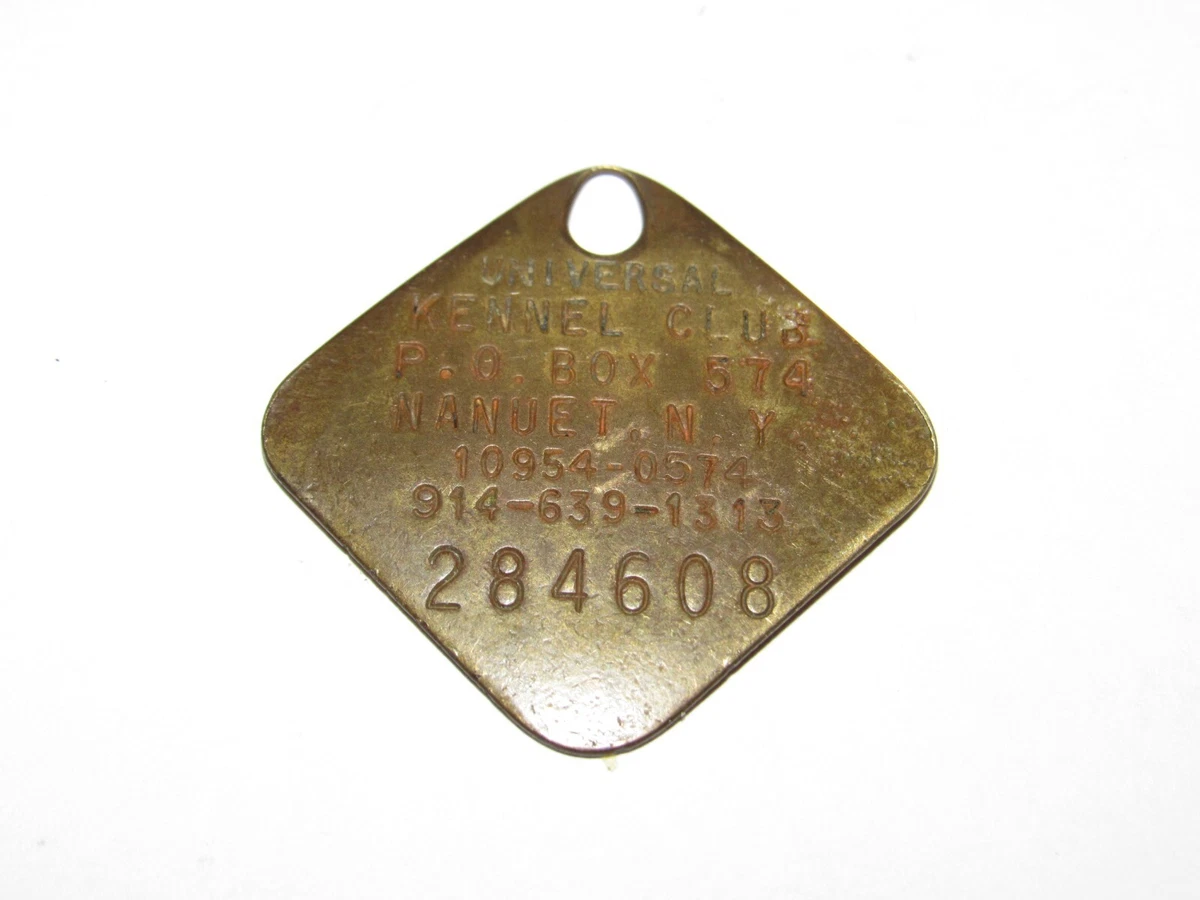 UNIVERSAL
KENNEL CLUB
P.O. BOX 574
NANUET. N. Y.
10954-0574
914-639-1313
284608